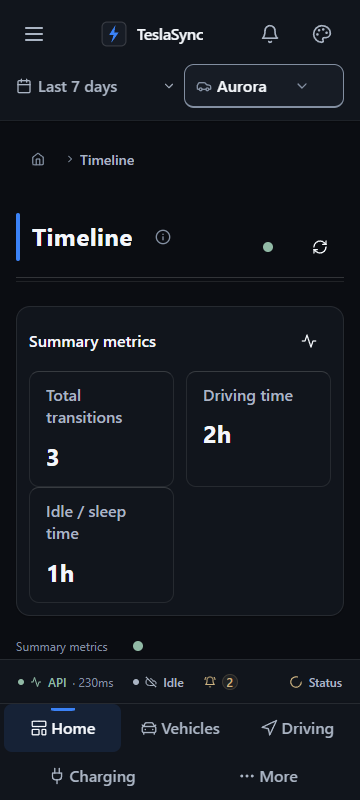 TeslaSync
Last 7 days
Aurora
Timeline
Timeline
Summary metrics
Total transitions
3
Driving time
2h
Idle / sleep time
1h
Summary metrics
API · 230ms
Idle
2
Status
Home
Vehicles
Driving
Charging
More